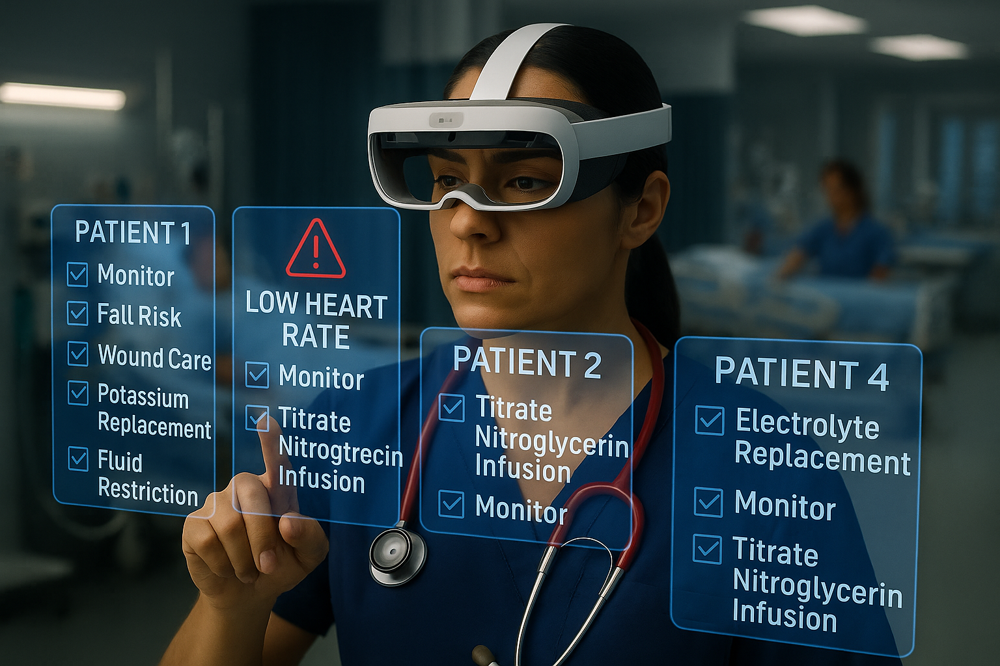 PATIENT 1
Monitor
Fall Risk
Wound Care
Potassium
Replacement
Fluid
Restriction
LOW HEART
RATE
Monitor
Titrate
Nitrogtrecin
Infusion
PATIENT 2
Titrate
Nitroglycerin
Infusion
Monitor
PATIENT 4
Electrolyte
Replacement
Monitor
Titrate
Nitroglycerin
Infusion